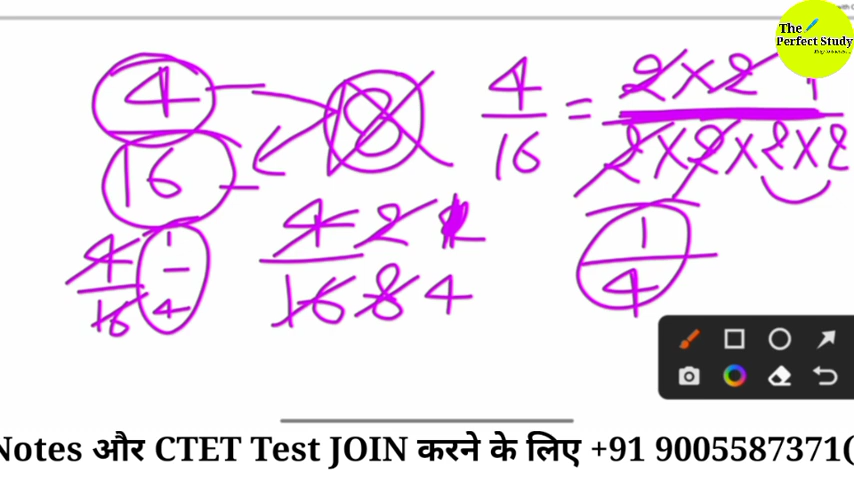 The
Perfect Study
4 8 4/16 = 2×2 1/2×2×2×2
16
4/16 1/4 4 2 1/16 8 4 1/4
Notes और CTET Test JOIN करने के लिए +91 9005587371(